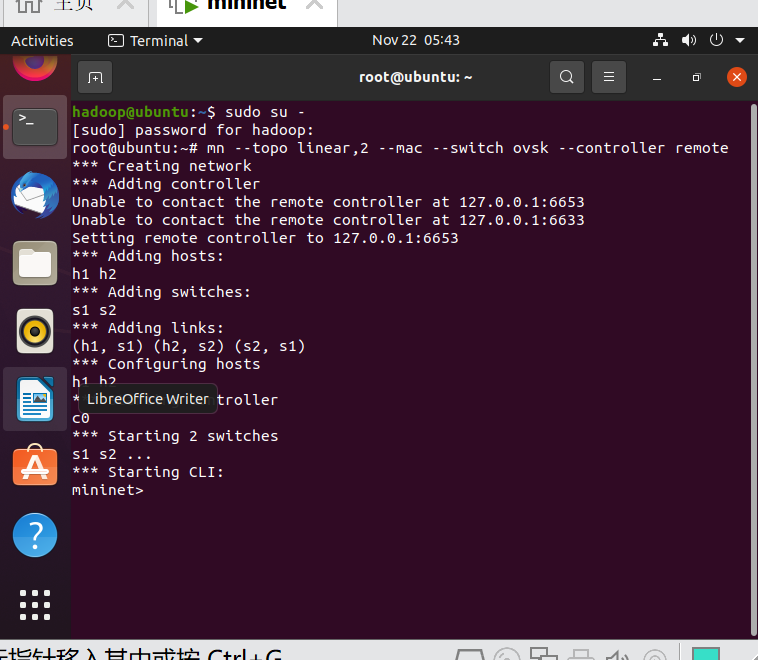 主页
mininet
Activities
Terminal
Nov 22 05:43
root@ubuntu: ~
hadoop@ubuntu:~$ sudo su -
[sudo] password for hadoop:
root@ubuntu:~# mn --topo linear,2 --mac --switch ovsk --controller remote
*** Creating network
*** Adding controller
Unable to contact the remote controller at 127.0.0.1:6653
Unable to contact the remote controller at 127.0.0.1:6633
Setting remote controller to 127.0.0.1:6653
*** Adding hosts:
h1 h2
*** Adding switches:
s1 s2
*** Adding links:
(h1, s1) (h2, s2) (s2, s1)
*** Configuring hosts
h1 h2
LibreOffice Writer
c0
*** Starting 2 switches
s1 s2 ...
*** Starting CLI:
mininet>
指针移入其中或按 Ctrl+G